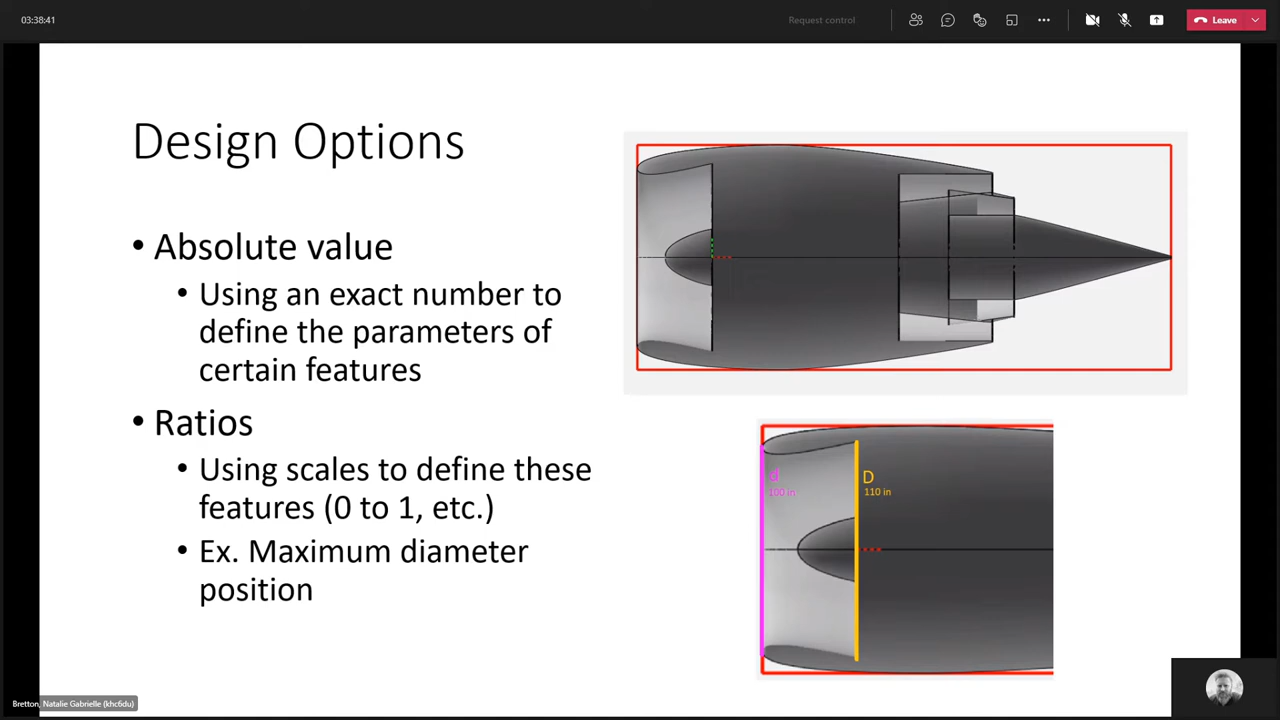 03:38:41
Request control
Leave
Design Options
• Absolute value
• Using an exact number to
define the parameters of
certain features
• Ratios
• Using scales to define these
features (0 to 1, etc.)
• Ex. Maximum diameter
position
d
100 in
D
110 in
Bretton, Natalie Gabrielle (khc6du)